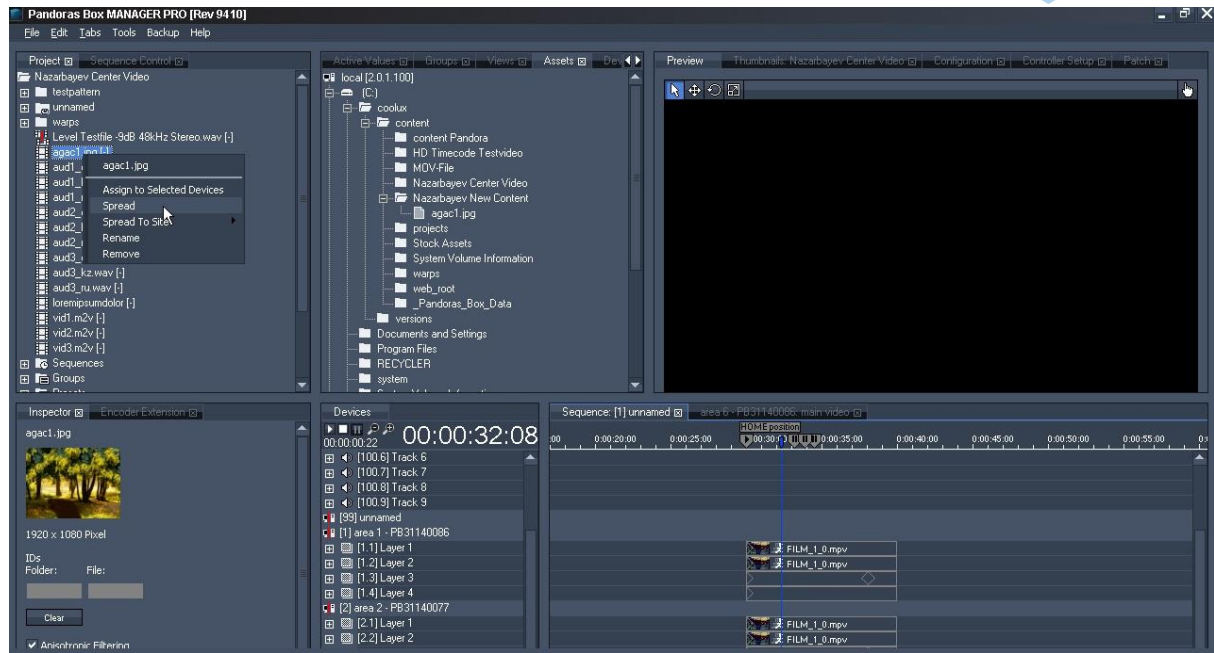 Pandoras Box MANAGER PRO [Rev 9410]
File Edit Tabs Tools Backup Help
Project Sequence Control
Nazarbayev Center Video
testpattern
unnamed
warps
Level Testfile -9dB 48kHz Stereo.wav [-]
agac1.jpg [-]
aud1_
aud1_
aud1_
aud2_
aud2_
aud2_
aud3_
aud3_kz.wav [-]
aud3_ru.wav [-]
loremipsumdolor [-]
vid1.m2v [-]
vid2.m2v [-]
vid3.m2v [-]
Sequences
Groups
agac1.jpg
Assign to Selected Devices
Spread
Spread To Site
Rename
Remove
Active Values Groups Views Assets Dev
local [2.0.1.100]
(C:)
coolux
content
content Pandora
HD Timecode Testvideo
MOV-File
Nazarbayev Center Video
Nazarbayev New Content
agac1.jpg
projects
Stock Assets
System Volume Information
warps
web_root
_Pandoras_Box_Data
versions
Documents and Settings
Program Files
RECYCLER
system
Preview Thumbnails: Nazarbayev Center Video Configuration Controller Setup Patch
Inspector Encoder Extension
agac1.jpg
1920 x 1080 Pixel
IDs
Folder: File:
Clear
Anisotropic Filtering
Devices
00:00:00:22 00:00:32:08
[100.6] Track 6
[100.7] Track 7
[100.8] Track 8
[100.9] Track 9
[99] unnamed
[1] area 1 - PB31140086
[1.1] Layer 1
[1.2] Layer 2
[1.3] Layer 3
[1.4] Layer 4
[2] area 2 - PB31140077
[2.1] Layer 1
[2.2] Layer 2
Sequence: [1] unnamed area 6 - PB31140086: main video
HOME position
:00 0:00:20:00 0:00:25:00 0:00:35:00 0:00:40:00 0:00:45:00 0:00:50:00 0:00:55:00
FILM_1_0.mpv
FILM_1_0.mpv
FILM_1_0.mpv
FILM_1_0.mpv